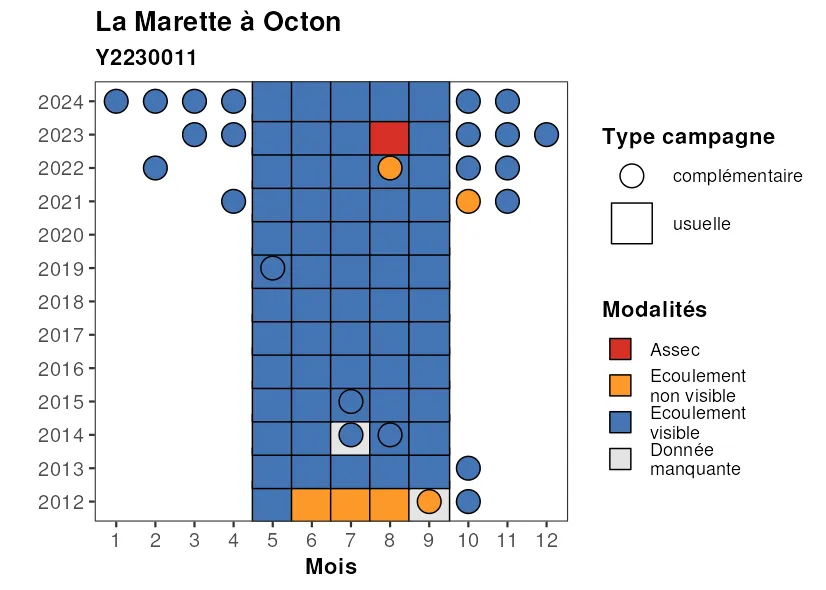 La Marette à Octon
Y2230011
2024
2023
2022
2021
2020
2019
2018
2017
2016
2015
2014
2013
2012
1 2 3 4 5 6 7 8 9 10 11 12
Mois
Type campagne
complémentaire
usuelle
Modalités
Assec
Ecoulement
non visible
Ecoulement
visible
Donnée
manquante